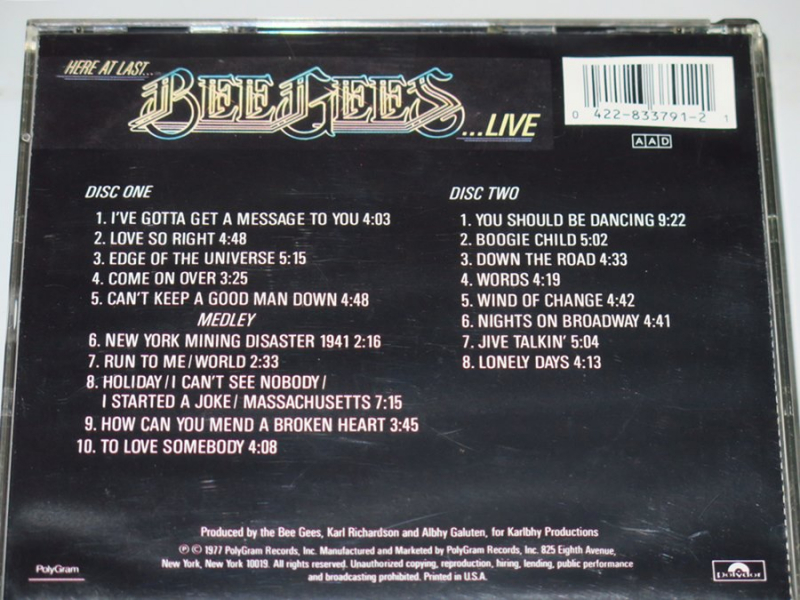 HERE AT LAST...
BEE GEES
...LIVE
0 422-833791-2 1
AAD
DISC ONE
1. I'VE GOTTA GET A MESSAGE TO YOU 4:03
2. LOVE SO RIGHT 4:48
3. EDGE OF THE UNIVERSE 5:15
4. COME ON OVER 3:25
5. CAN'T KEEP A GOOD MAN DOWN 4:48
MEDLEY
6. NEW YORK MINING DISASTER 1941 2:16
7. RUN TO ME/WORLD 2:33
8. HOLIDAY/I CAN'T SEE NOBODY/
I STARTED A JOKE/ MASSACHUSETTS 7:15
9. HOW CAN YOU MEND A BROKEN HEART 3:45
10. TO LOVE SOMEBODY 4:08
DISC TWO
1. YOU SHOULD BE DANCING 9:22
2. BOOGIE CHILD 5:02
3. DOWN THE ROAD 4:33
4. WORDS 4:19
5. WIND OF CHANGE 4:42
6. NIGHTS ON BROADWAY 4:41
7. JIVE TALKIN' 5:04
8. LONELY DAYS 4:13
Produced by the Bee Gees, Karl Richardson and Albhy Galuten, for Karlbhy Productions
℗ © 1977 PolyGram Records, Inc. Manufactured and Marketed by PolyGram Records, Inc. 825 Eighth Avenue,
New York, New York 10019. All rights reserved. Unauthorized copying, reproduction, hiring, lending, public performance
and broadcasting prohibited. Printed in U.S.A.
PolyGram
polydor